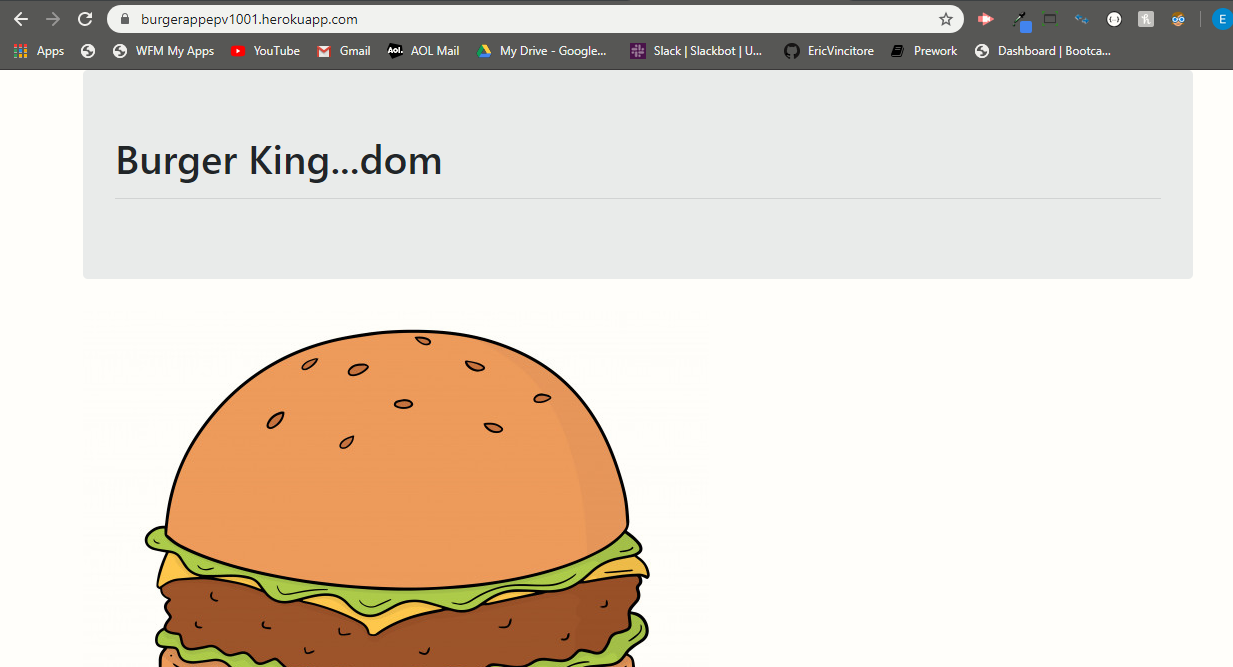 burgerappepv1001.herokuapp.com
E
Apps WFM My Apps YouTube Gmail Aol. AOL Mail My Drive - Google... Slack | Slackbot | U... EricVincitore Prework Dashboard | Bootca...
Burger King...dom